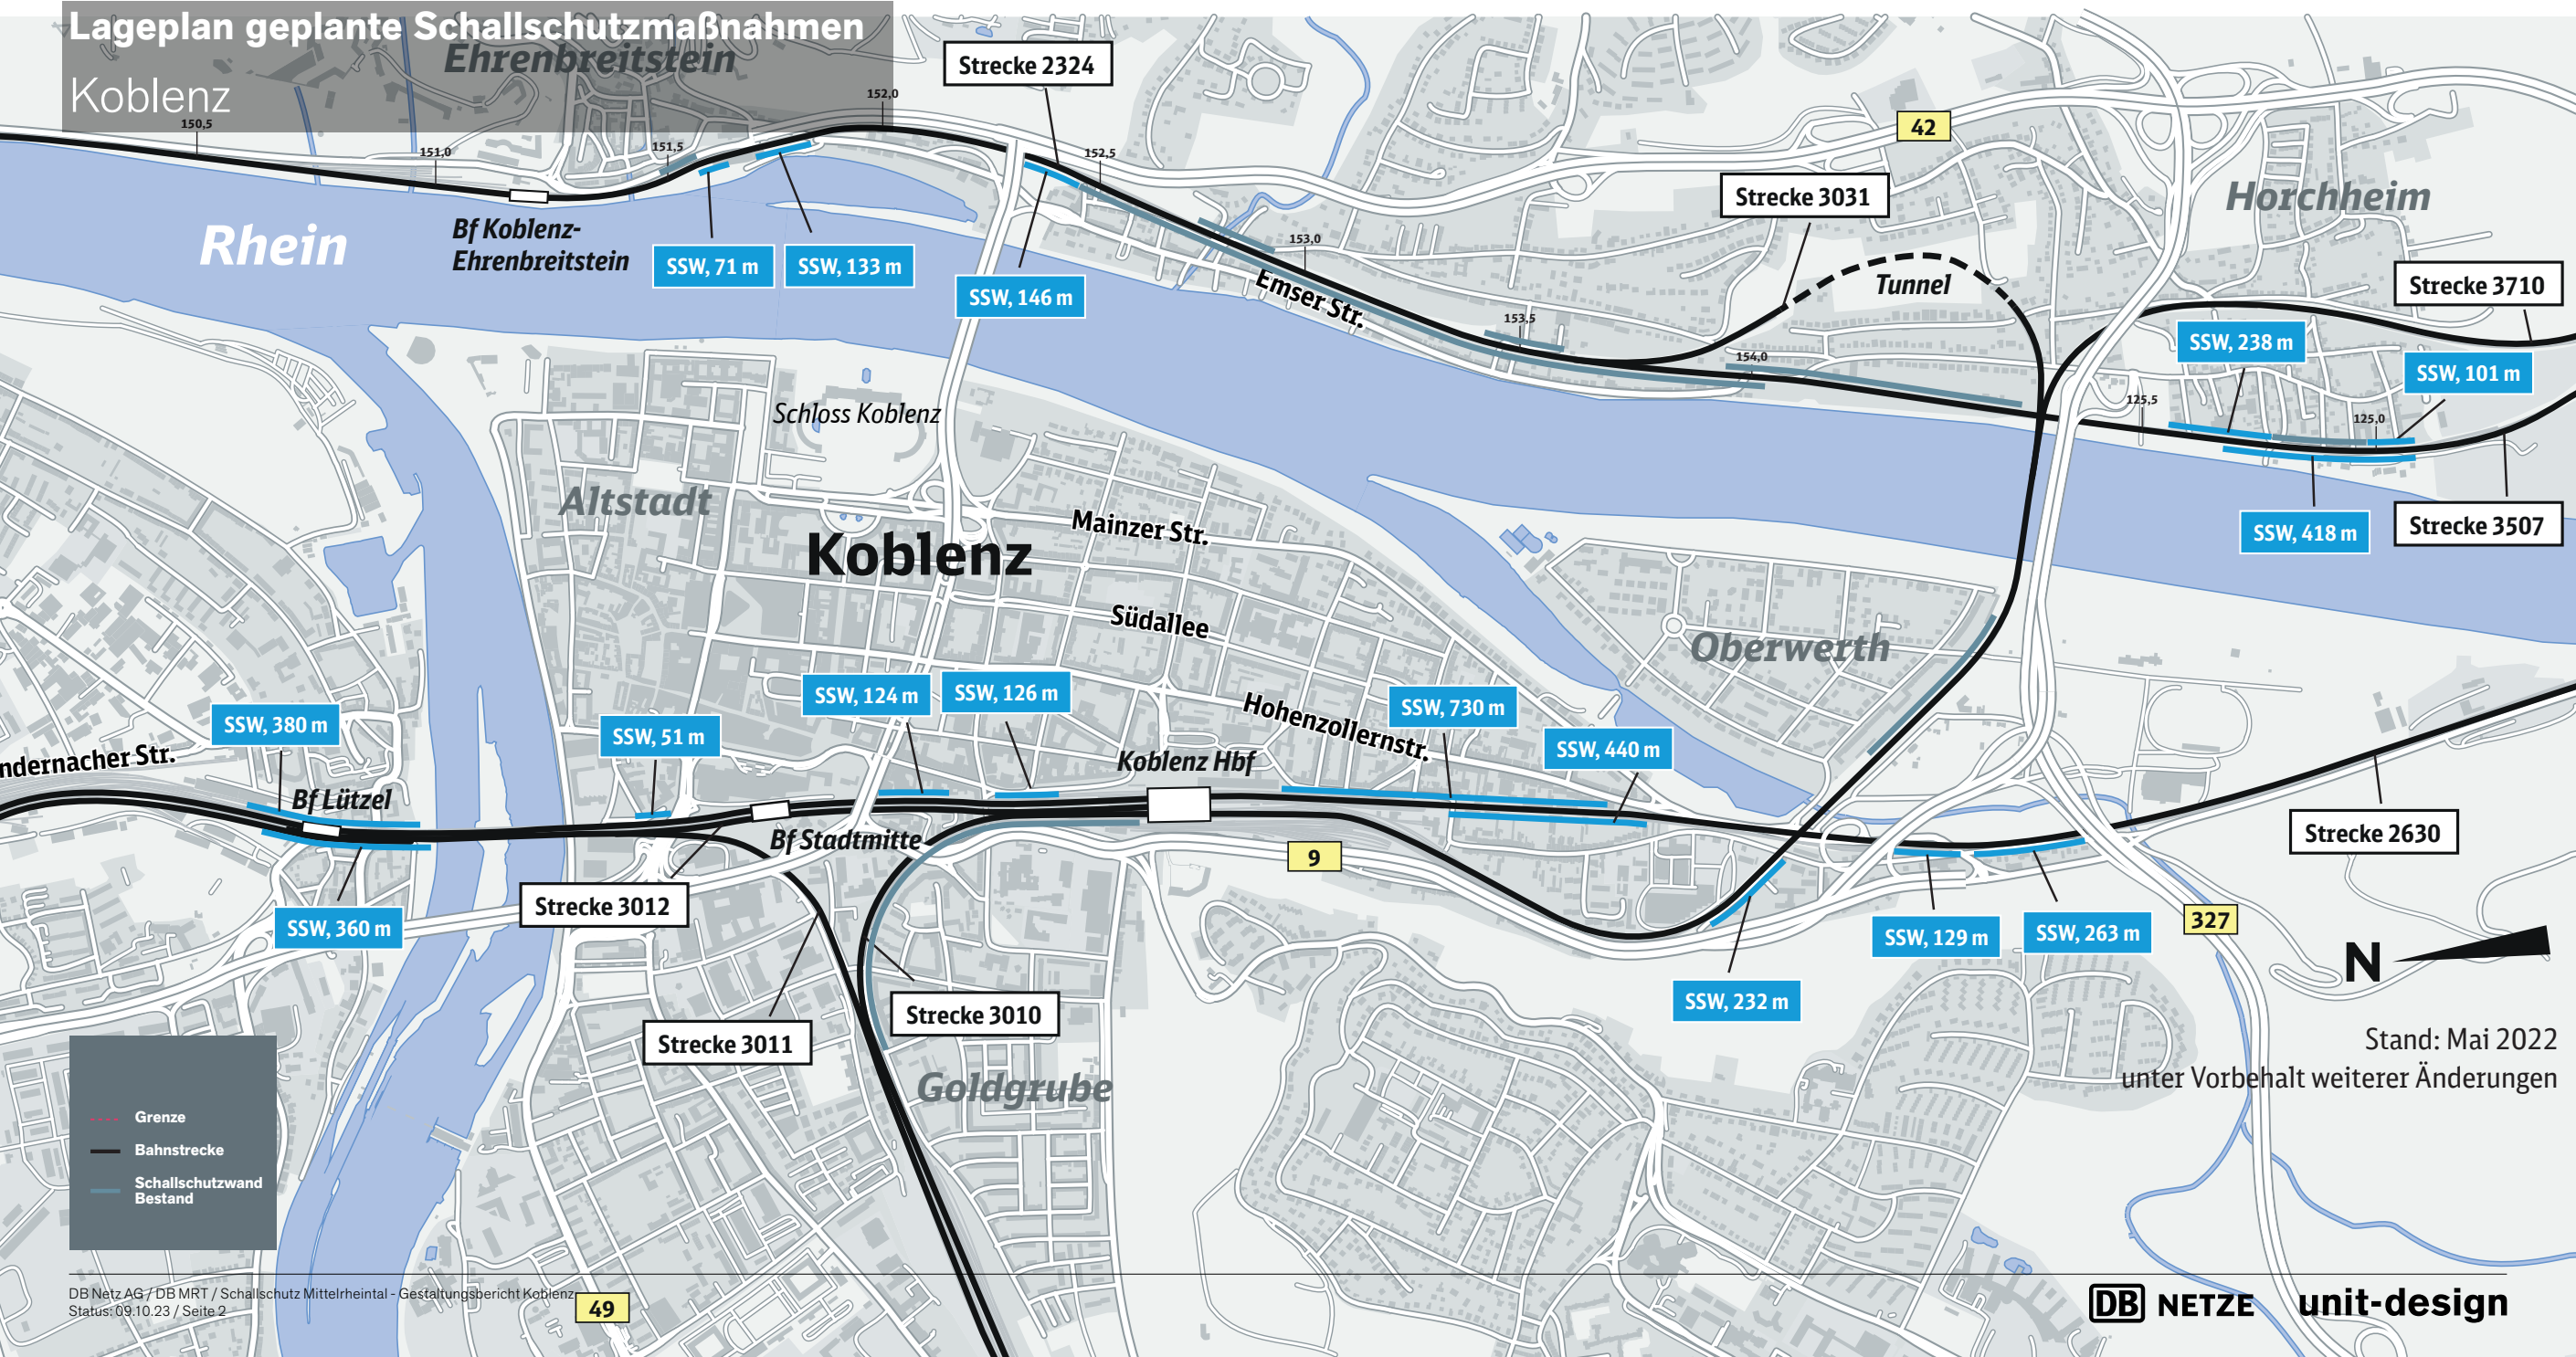 Lageplan geplante Schallschutzmaßnahmen
Koblenz
Ehrenbreitstein
Strecke 2324
152,0
150,5
151,0
151,5
152,5
42
Strecke 3031
Horchheim
Rhein
Bf Koblenz-
Ehrenbreitstein
SSW, 71 m
SSW, 133 m
SSW, 146 m
153,0
Emser Str.
153,5
Tunnel
154,0
Strecke 3710
SSW, 238 m
SSW, 101 m
125,5
125,0
SSW, 418 m
Strecke 3507
Schloss Koblenz
Altstadt
Koblenz
Mainzer Str.
Südallee
Oberwerth
SSW, 380 m
ndernacher Str.
Bf Lützel
SSW, 360 m
SSW, 51 m
SSW, 124 m
SSW, 126 m
Koblenz Hbf
Hohenzollernstr.
SSW, 730 m
SSW, 440 m
Bf Stadtmitte
9
Strecke 2630
Strecke 3012
Strecke 3011
Strecke 3010
SSW, 232 m
SSW, 129 m
SSW, 263 m
327
N
Goldgrube
Stand: Mai 2022
unter Vorbehalt weiterer Änderungen
Grenze
Bahnstrecke
Schallschutzwand
Bestand
DB Netz AG / DB MRT / Schallschutz Mittelrheintal - Gestaltungsbericht Koblenz
Status: 09.10.23 / Seite 2
49
DB NETZE
unit-design